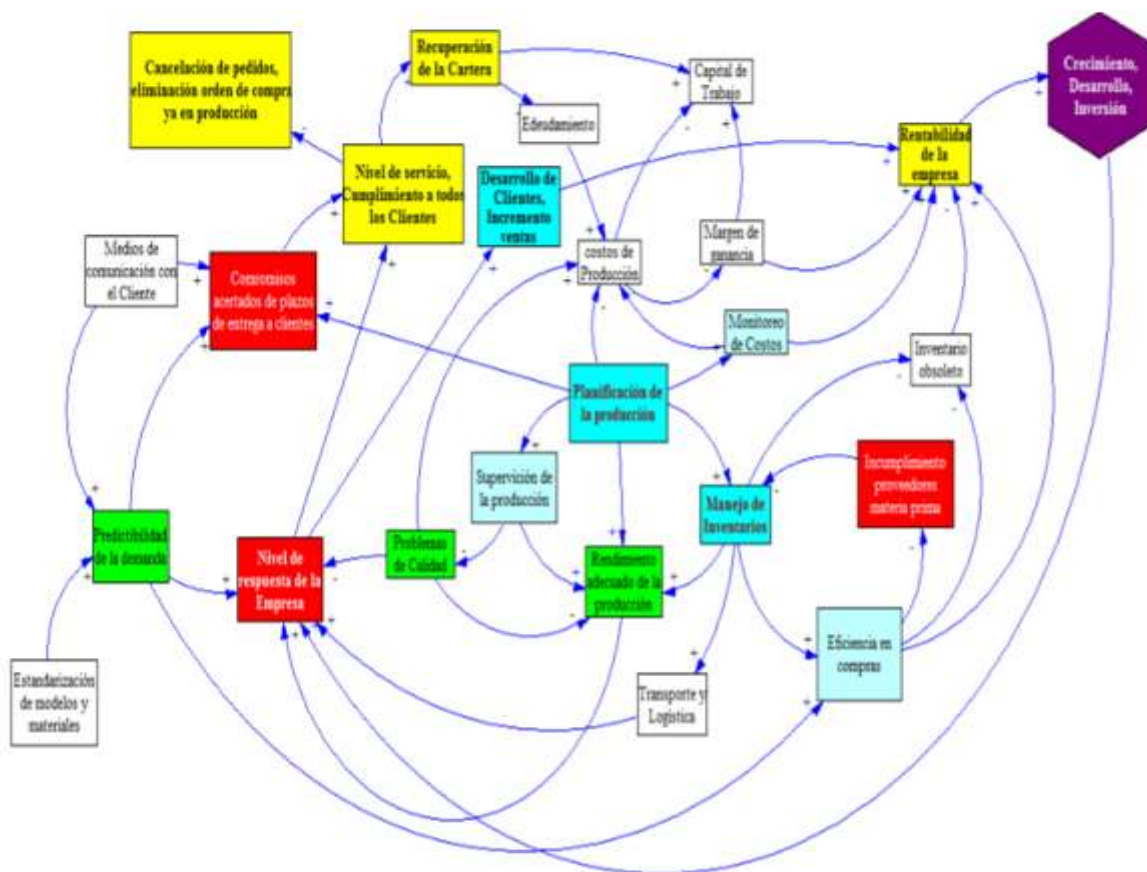 Recuperación
de la Cartera
Cancelación de pedidos,
eliminación orden de compra
ya en producción
Capital de
Trabajo
Crecimiento,
Desarrollo,
Inversión
Edeudamiento
Rentabilidad
de la
empresa
Nivel de servicio,
Cumplimiento a todos
los Clientes
Desarrollo de
Clientes,
Incremento
ventas
Medios de
comunicación con
el Cliente
Compromisos
acertados de plazos
de entrega a clientes
costos de
Producción
Margen de
ganancia
Monitoreo
de Costos
Inventario
obsoleto
Planificación de
la producción
Supervición de
la producción
Incumplimiento
proveedores
materia prima
Manejo de
Inventarios
Predictibilidad
de la demanda
Nivel de
respuesta de la
Empresa
Problemas
de Calidad
Rendimiento
adecuado de la
producción
Eficiencia en
compras
Estandarización
de modelos y
materiales
Transporte y
Logística